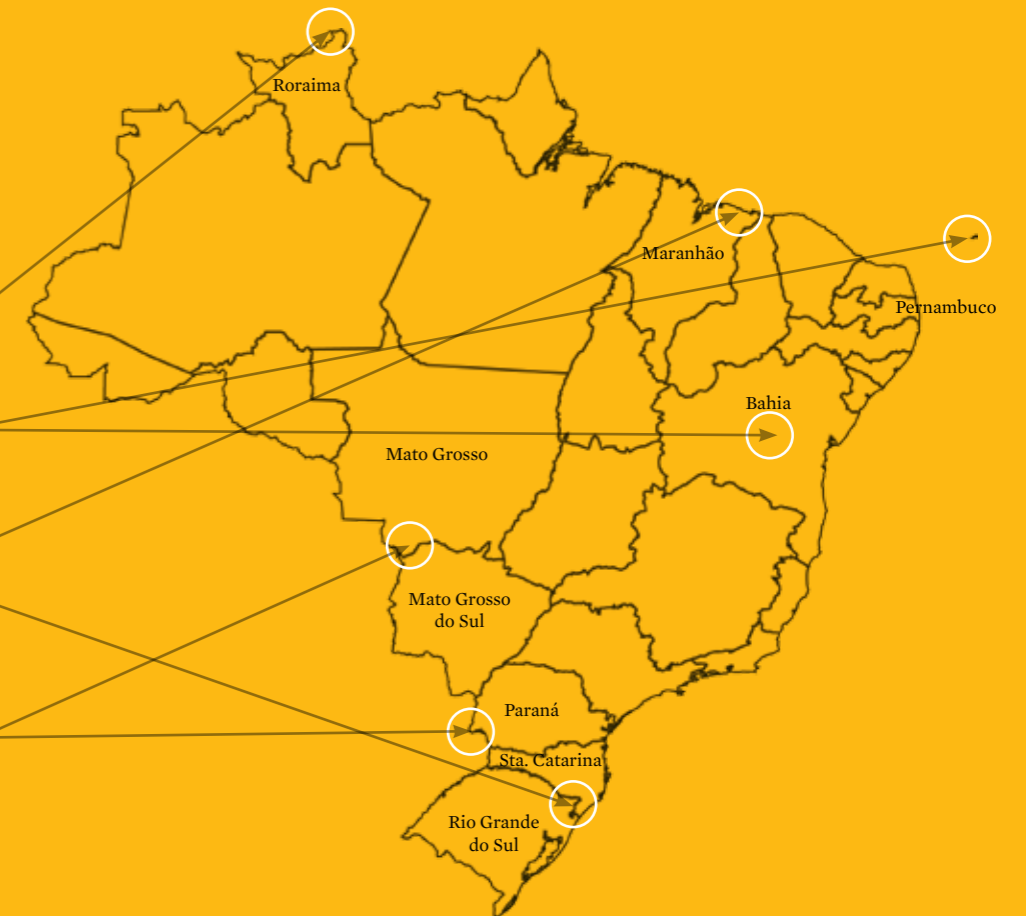 Roraima
Maranhão
Pernambuco
Bahia
Mato Grosso
Mato Grosso
do Sul
Paraná
Sta. Catarina
Rio Grande
do Sul